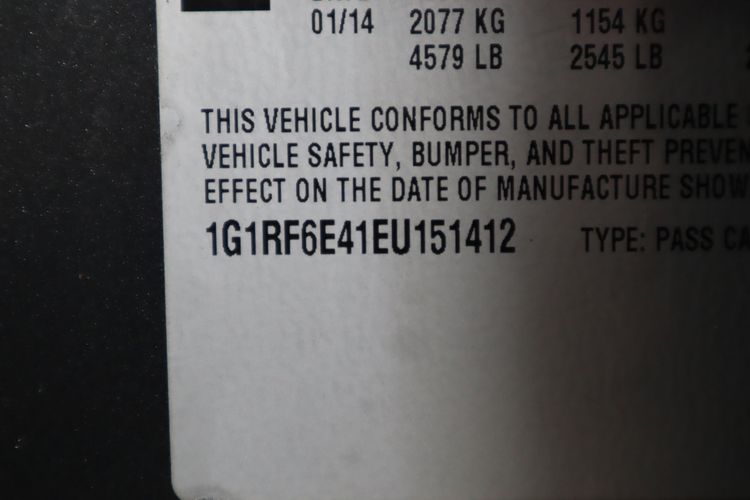 01/14 2077 KG 1154 KG
4579 LB 2545 LB
THIS VEHICLE CONFORMS TO ALL APPLICABLE
VEHICLE SAFETY, BUMPER, AND THEFT PREVEN
EFFECT ON THE DATE OF MANUFACTURE SHOW
1G1RF6E41EU151412 TYPE: PASS CA